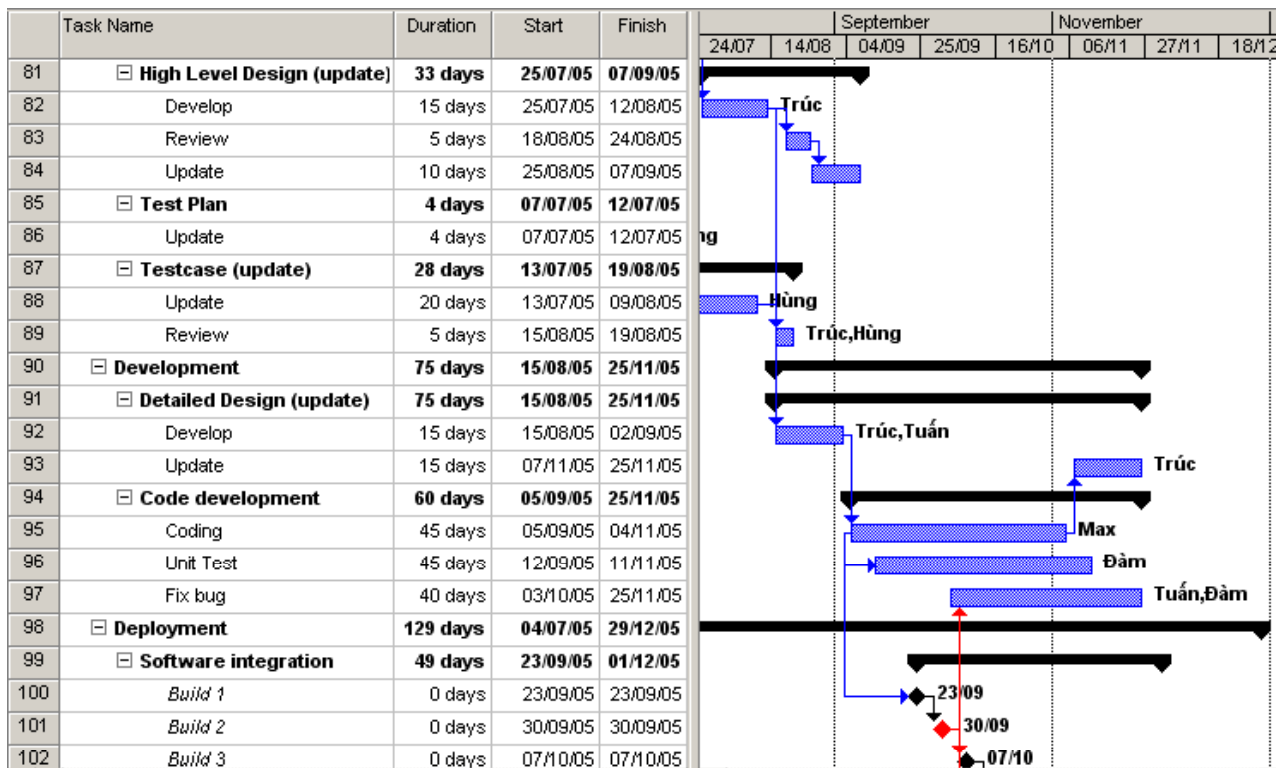 Task Name Duration Start Finish September November
24/07 14/08 04/09 25/09 16/10 06/11 27/11 18/12
81 High Level Design (update) 33 days 25/07/05 07/09/05
82 Develop 15 days 25/07/05 12/08/05 Trúc
83 Review 5 days 18/08/05 24/08/05
84 Update 10 days 25/08/05 07/09/05
85 Test Plan 4 days 07/07/05 12/07/05
86 Update 4 days 07/07/05 12/07/05 ng
87 Testcase (update) 28 days 13/07/05 19/08/05
88 Update 20 days 13/07/05 09/08/05 Hùng
89 Review 5 days 15/08/05 19/08/05 Trúc,Hùng
90 Development 75 days 15/08/05 25/11/05
91 Detailed Design (update) 75 days 15/08/05 25/11/05
92 Develop 15 days 15/08/05 02/09/05 Trúc,Tuấn
93 Update 15 days 07/11/05 25/11/05 Trúc
94 Code development 60 days 05/09/05 25/11/05
95 Coding 45 days 05/09/05 04/11/05 Max
96 Unit Test 45 days 12/09/05 11/11/05 Đàm
97 Fix bug 40 days 03/10/05 25/11/05 Tuấn,Đàm
98 Deployment 129 days 04/07/05 29/12/05
99 Software integration 49 days 23/09/05 01/12/05
100 Build 1 0 days 23/09/05 23/09/05 23/09
101 Build 2 0 days 30/09/05 30/09/05 30/09
102 Build 3 0 days 07/10/05 07/10/05 07/10